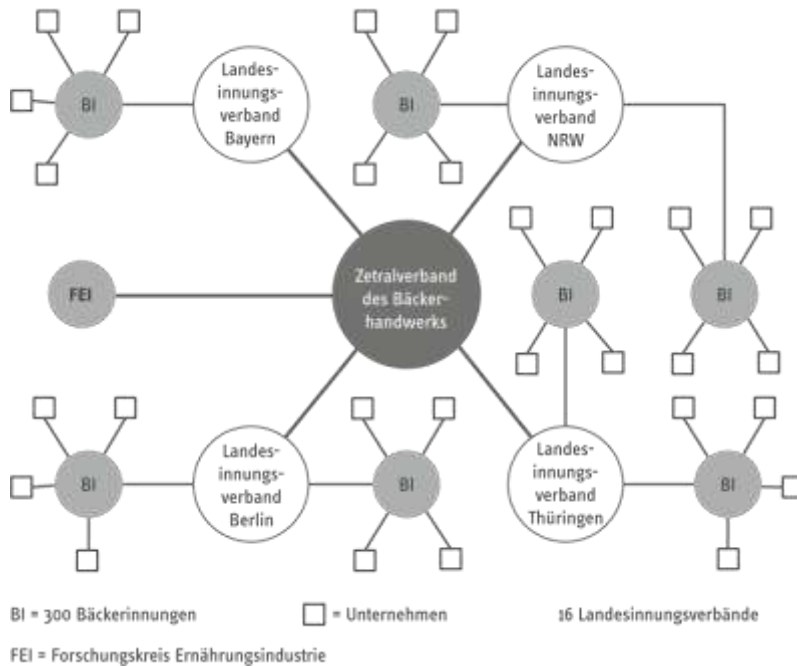 BI
Landes-
innungs-
verband
Bayern
BI
Landes-
innungs-
verband
NRW
FEI
Zetralverband
des Bäcker-
handwerks
BI
BI
BI
Landes-
innungs-
verband
Berlin
BI
Landes-
innungs-
verband
Thüringen
BI
BI = 300 Bäckerinnungen
= Unternehmen
16 Landesinnungsverbände
FEI = Forschungskreis Ernährungsindustrie